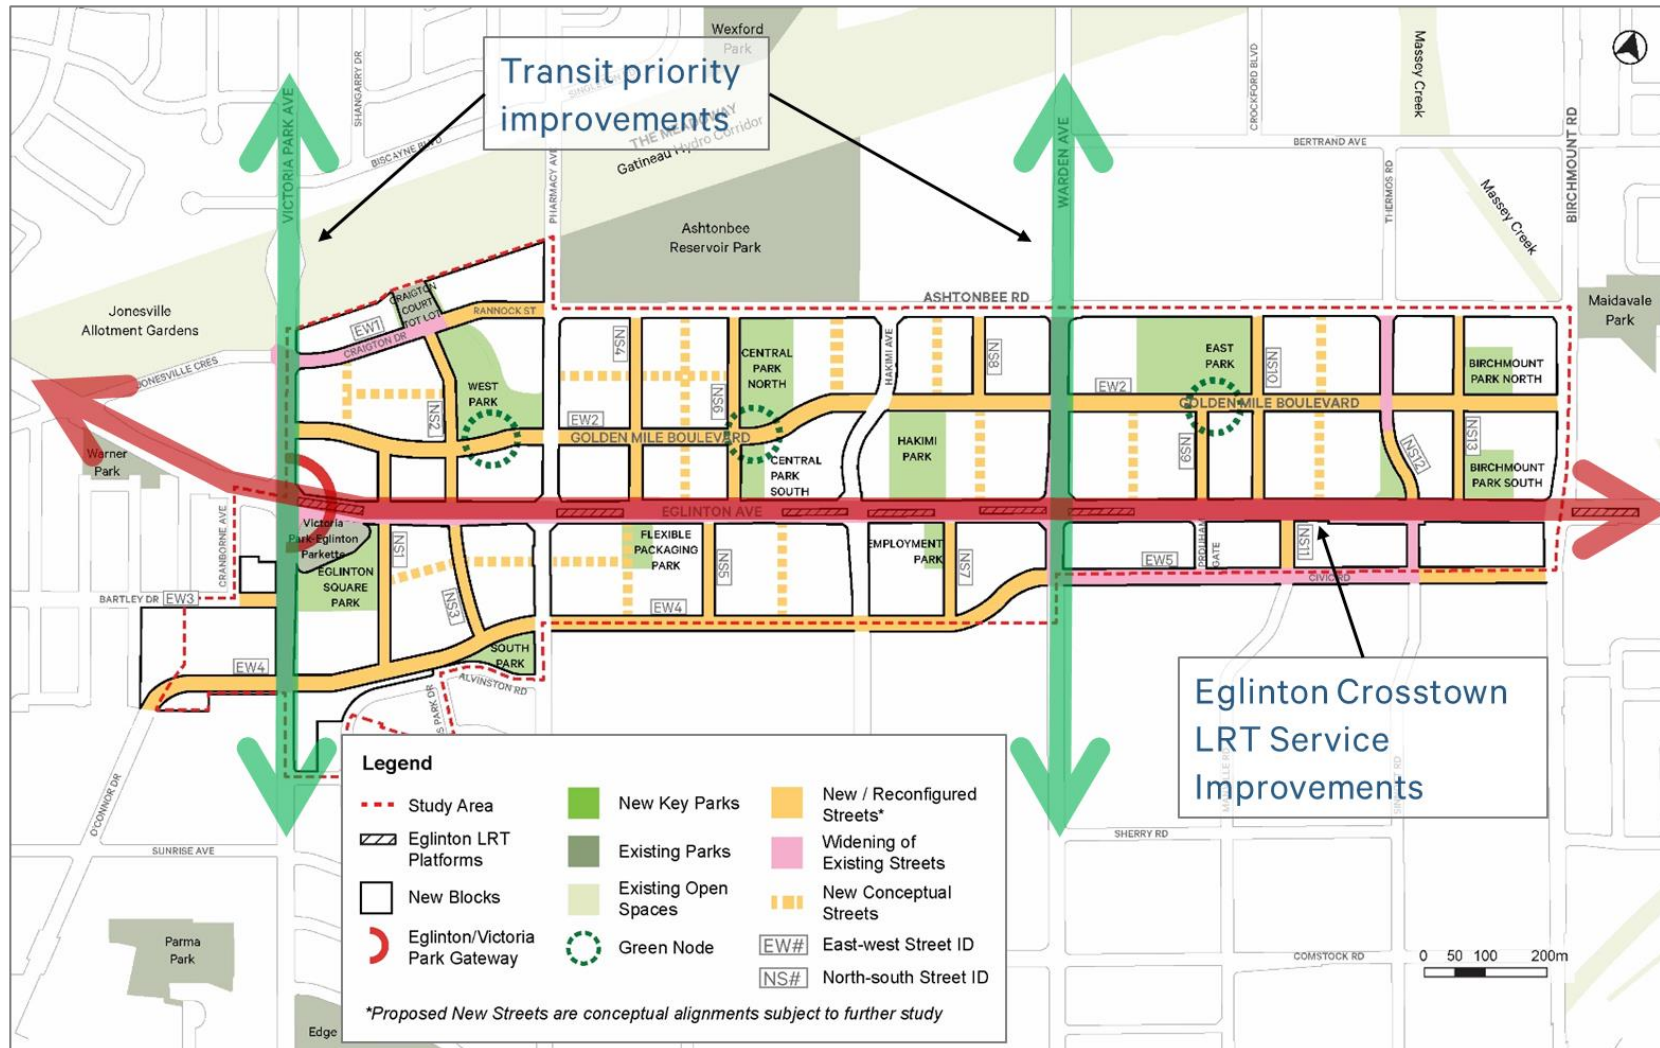 Wexford
Park
Transit priority
improvements
THE MEADOWAY
Gatineau Hydro Corridor
VICTORIA PARK AVE
SHANGARRY DR
BISCAYNE BLVD
PHARMACY AVE
WARDEN AVE
CROCKFORD BLVD
BERTRAND AVE
THERMOS RD
Massey Creek
Massey Creek
BIRCHMOUNT RD
Ashtonbee
Reservoir Park
ASHTONBEE RD
Maidavale
Park
Jonesville
Allotment Gardens
JONESVILLE CRES
EW1
CRAIGTON
COURT
TOT LOT
CRAIGTON DR
RANNOCK ST
WEST
PARK
NS2
NS4
NS6
CENTRAL
PARK
NORTH
HAKIMI AVE
NS8
EAST
PARK
NS10
BIRCHMOUNT
PARK NORTH
EW2
EW2
GOLDEN MILE BOULEVARD
GOLDEN MILE BOULEVARD
CENTRAL
PARK
SOUTH
HAKIMI
PARK
NS9
NS12
NS13
BIRCHMOUNT
PARK SOUTH
Warner
Park
EGLINTON AVE
Victoria
Park-Eglinton
Parkette
CRANBORNE AVE
EGLINTON
SQUARE
PARK
NS1
NS3
FLEXIBLE
PACKAGING
PARK
NS5
EMPLOYMENT
PARK
NS7
PRUDHAM
GATE
EW5
NS11
CIVIC RD
BARTLEY DR
EW3
EW4
EW4
SOUTH
PARK
ALVINSTON RD
S PARK DR
O'CONNOR DR
SUNRISE AVE
Parma
Park
Edge
Eglinton Crosstown
LRT Service
Improvements
SHERRY RD
COMSTOCK RD
0 50 100 200m
Legend
Study Area
Eglinton LRT
Platforms
New Blocks
Eglinton/Victoria
Park Gateway
New Key Parks
Existing Parks
Existing Open
Spaces
Green Node
New / Reconfigured
Streets*
Widening of
Existing Streets
New Conceptual
Streets
EW# East-west Street ID
NS# North-south Street ID
*Proposed New Streets are conceptual alignments subject to further study